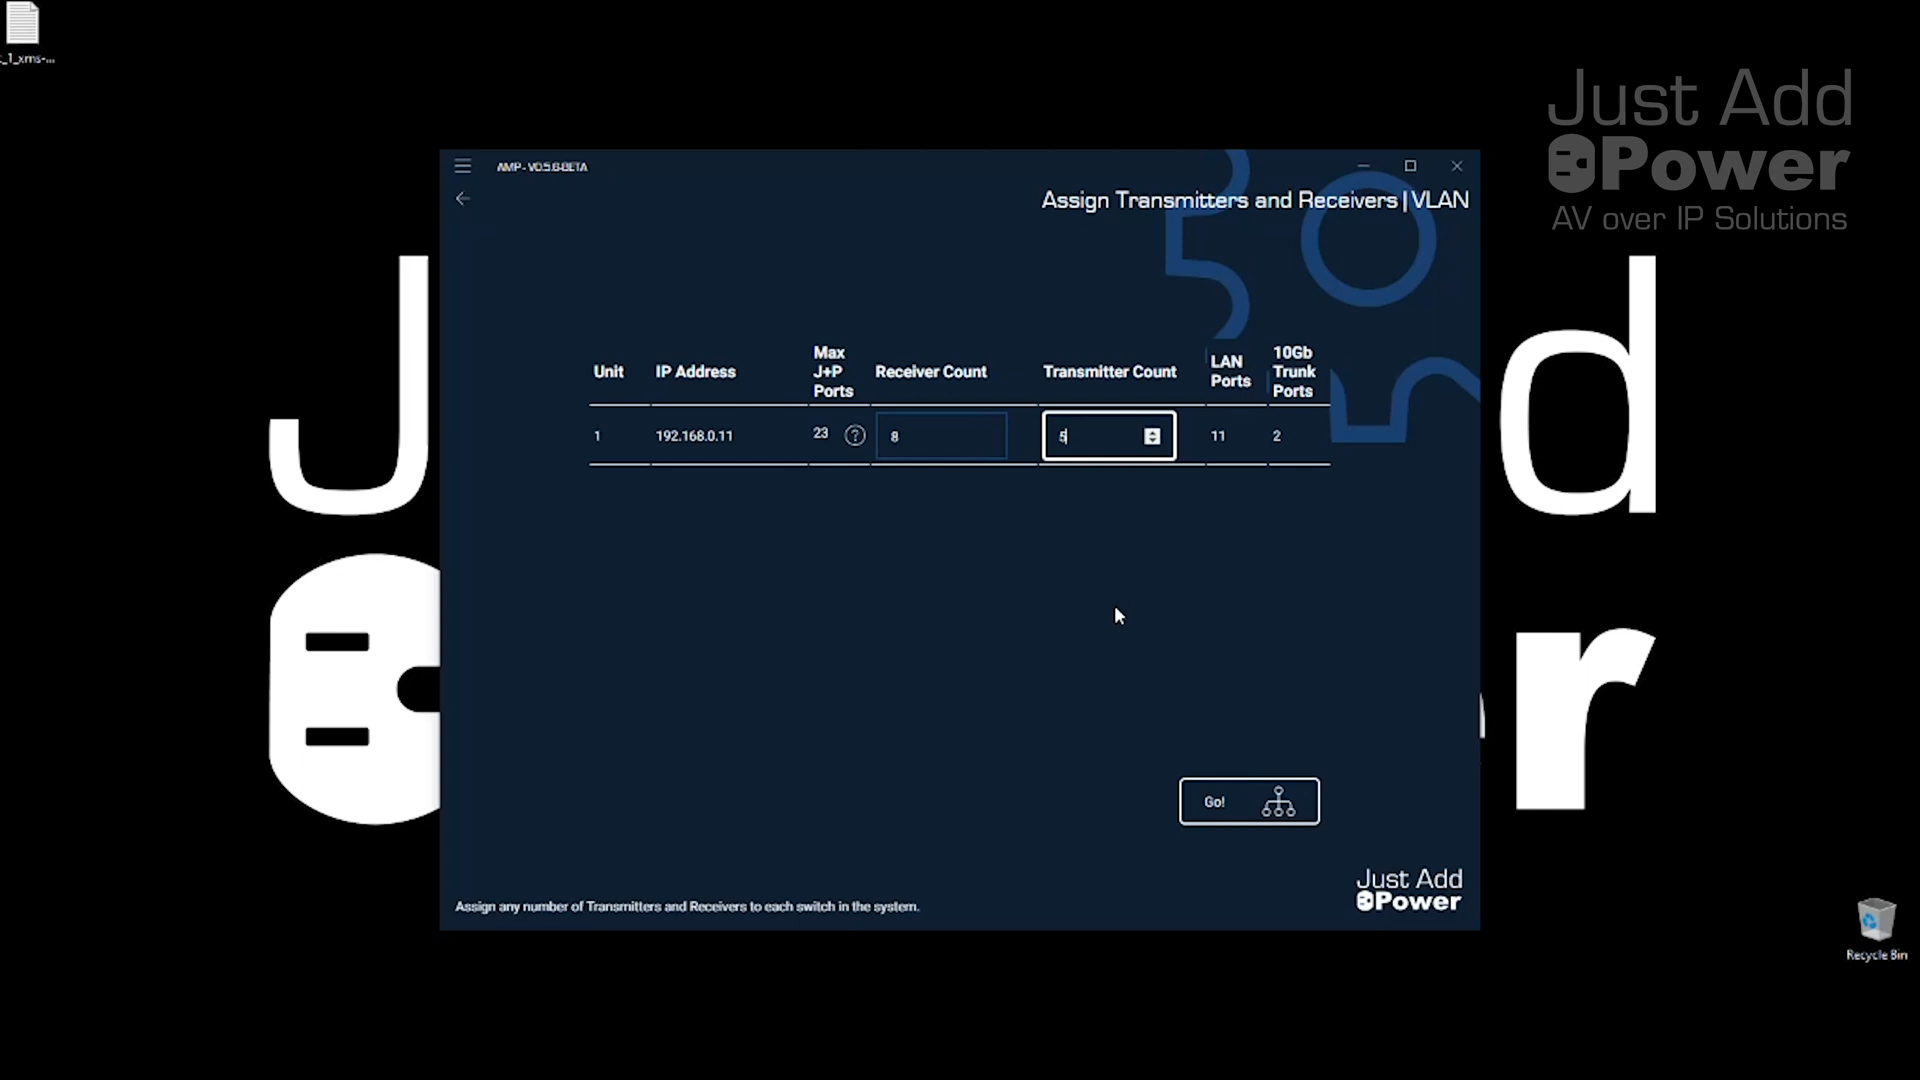 _1_xms-...
Just Add
Power
AV over IP Solutions
AMP - V0.5.6-BETA
Assign Transmitters and Receivers | VLAN
Unit
IP Address
Max J+P Ports
Receiver Count
Transmitter Count
LAN Ports
10Gb Trunk Ports
1
192.168.0.11
23
?
8
5
11
2
Go!
Just Add
Power
Assign any number of Transmitters and Receivers to each switch in the system.
J
d
r
Recycle Bin